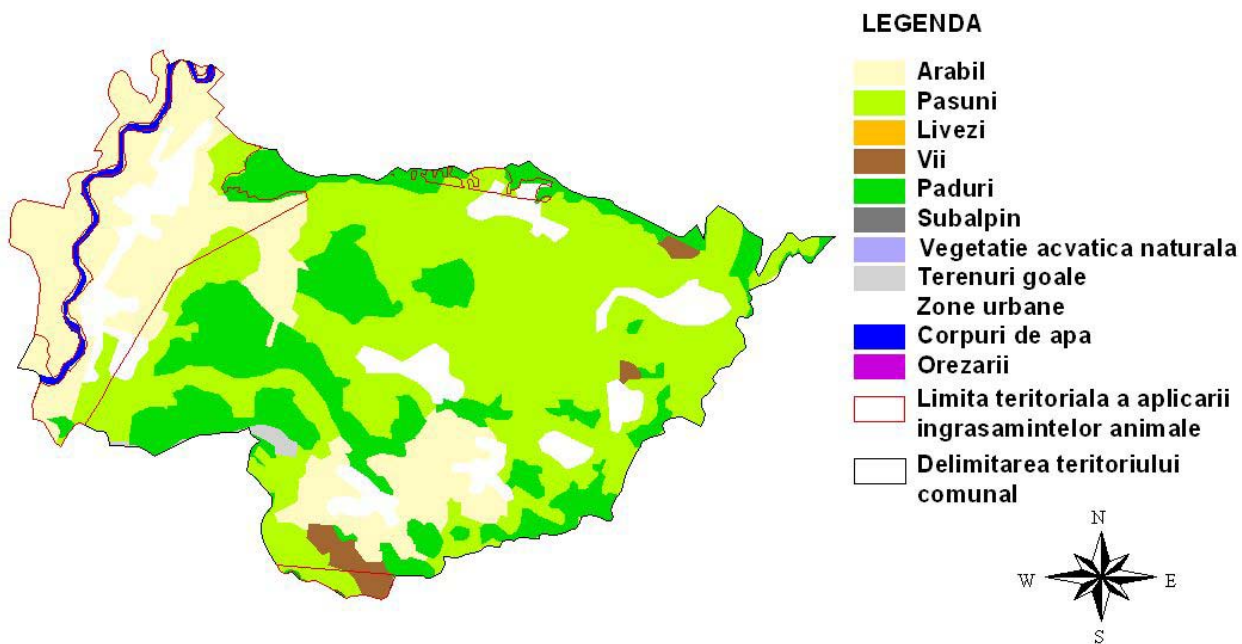 LEGENDA
Arabil
Pasuni
Livezi
Vii
Paduri
Subalpin
Vegetatie acvatica naturala
Terenuri goale
Zone urbane
Corpuri de apa
Orezarii
Limita teritoriala a aplicarii
ingrasamintelor animale
Delimitarea teritoriului
comunal
N
W E
S